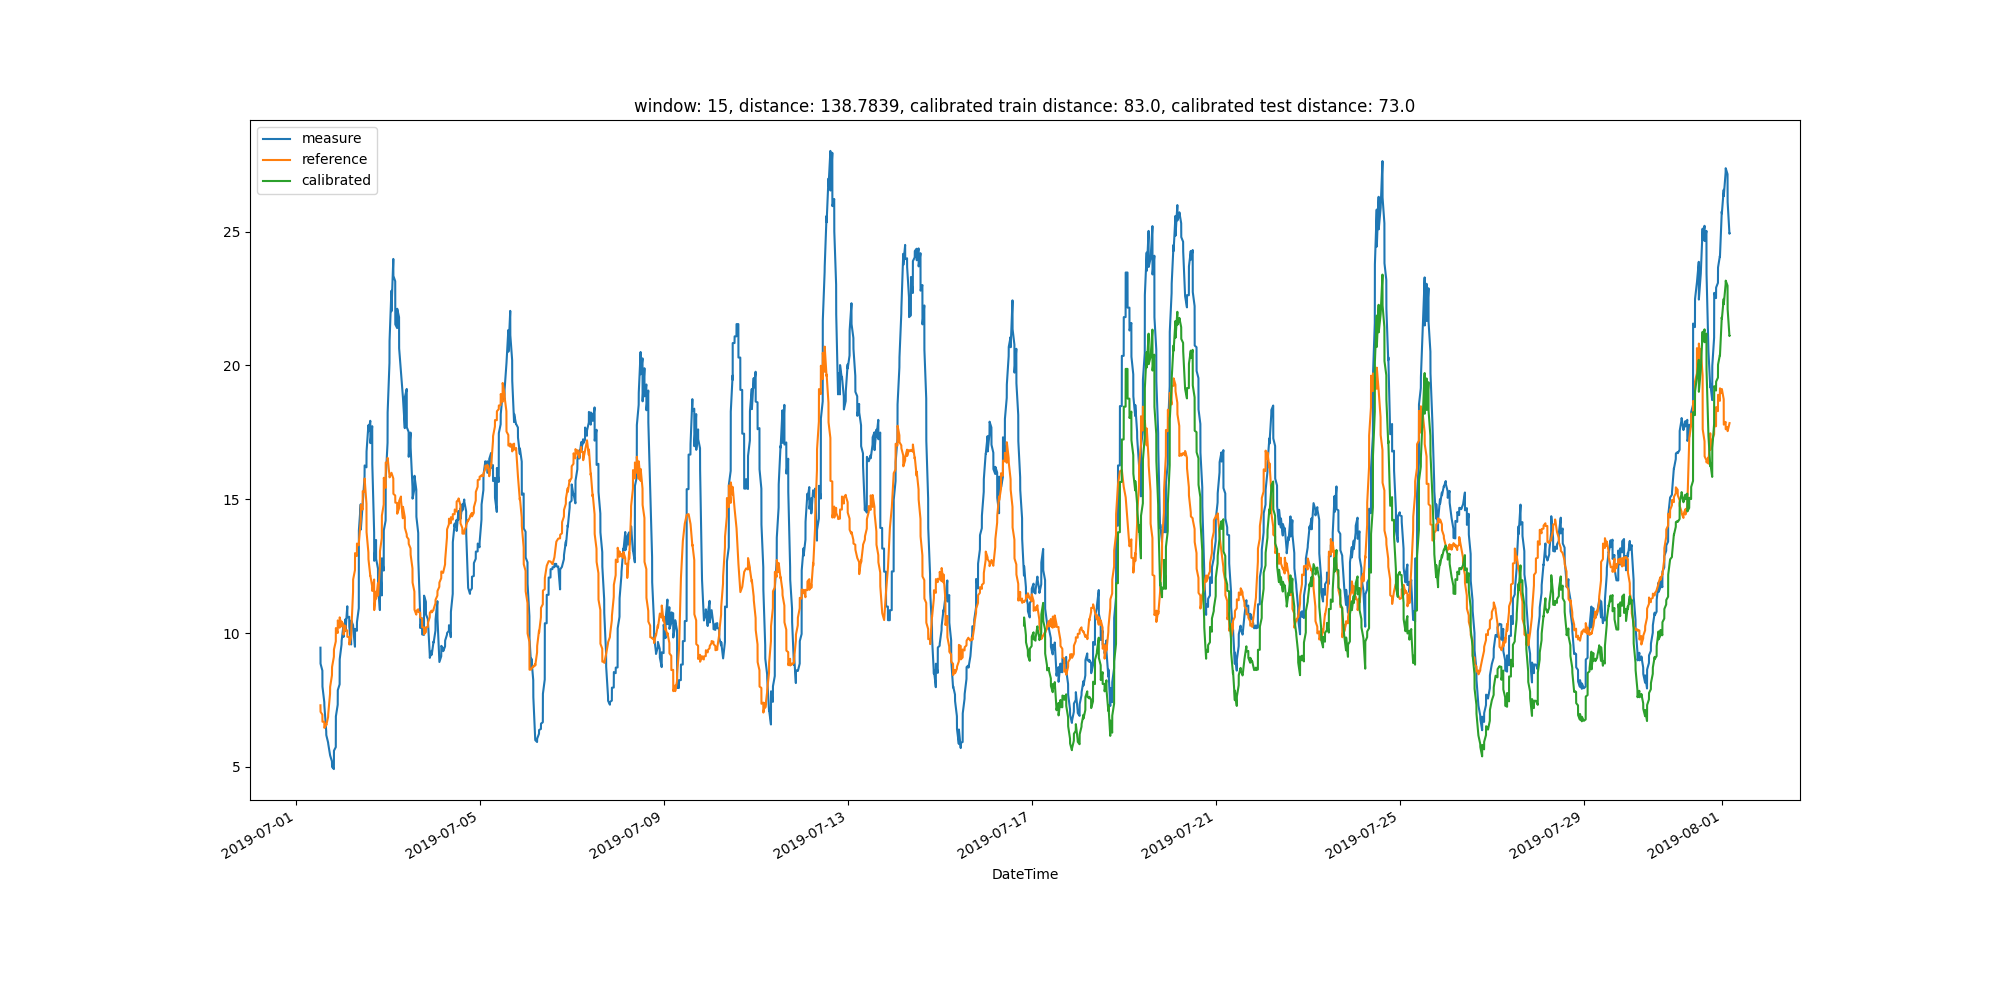 window: 15, distance: 138.7839, calibrated train distance: 83.0, calibrated test distance: 73.0
measure
reference
calibrated
25
20
15
10
5
2019-07-01
2019-07-05
2019-07-09
2019-07-13
2019-07-17
2019-07-21
2019-07-25
2019-07-29
2019-08-01
DateTime